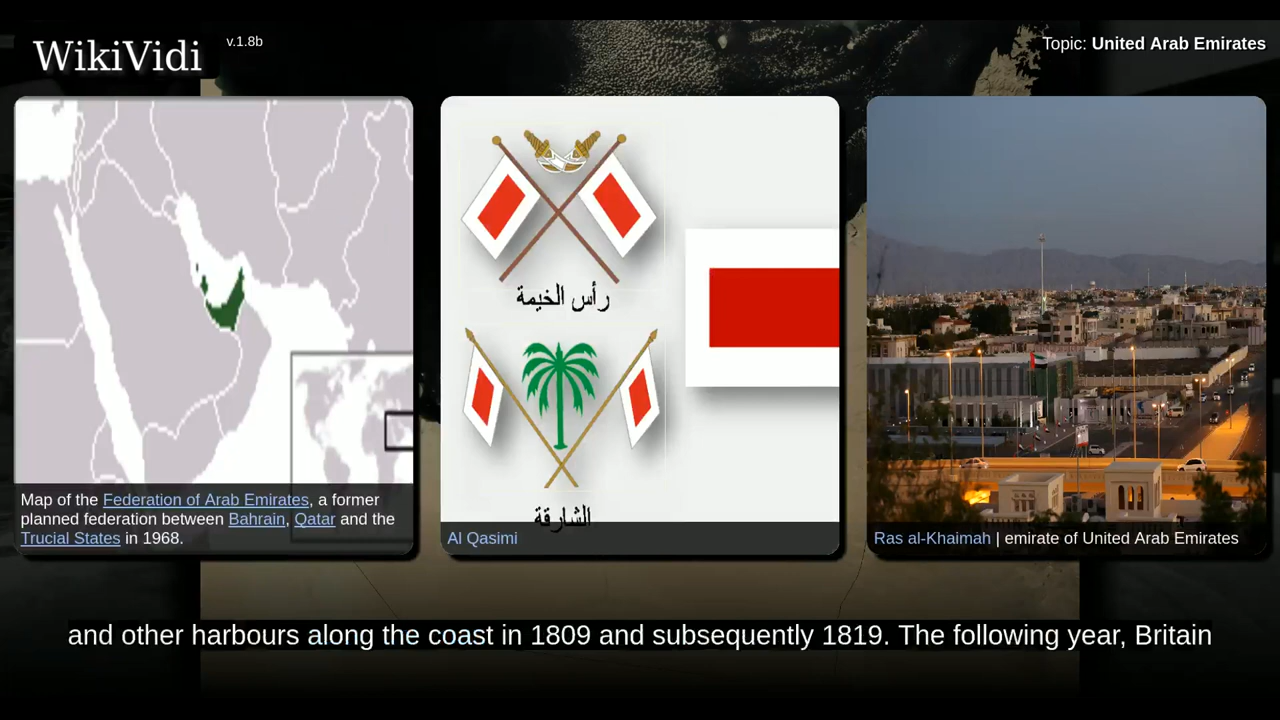 WikiVidi
v.1.8b
Topic: United Arab Emirates
رأس الخيمة
الشارقة
Map of the Federation of Arab Emirates, a former
planned federation between Bahrain, Qatar and the
Trucial States in 1968.
Al Qasimi
Ras al-Khaimah | emirate of United Arab Emirates
and other harbours along the coast in 1809 and subsequently 1819. The following year, Britain